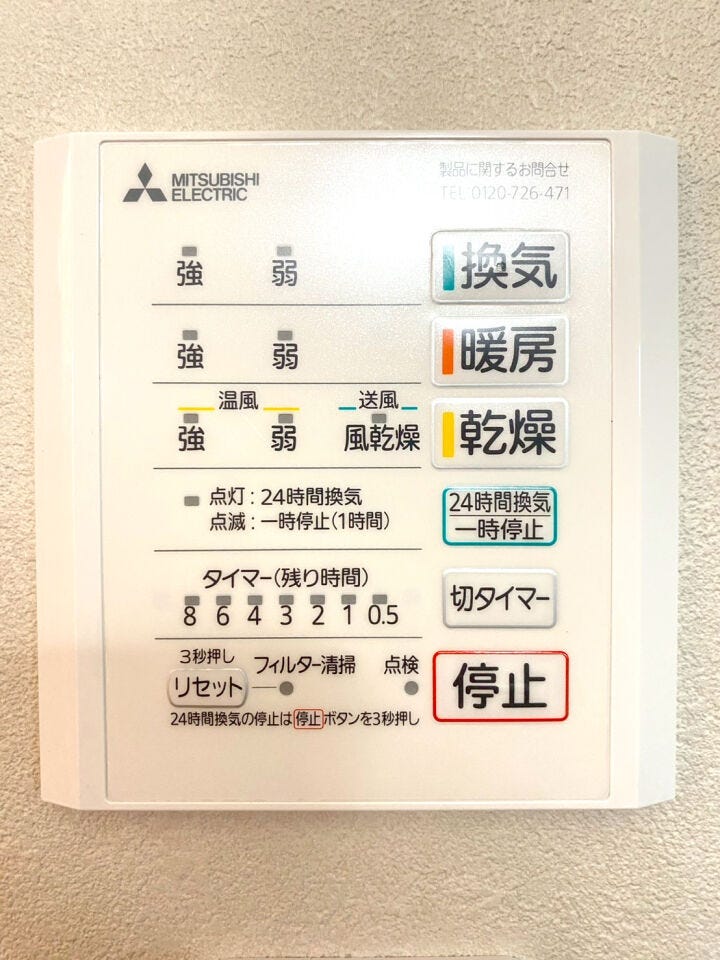 MITSUBISHI
ELECTRIC
製品に関するお問合せ
TEL 0120-726-471
強 弱 換気
強 弱 暖房
温風 送風
強 弱 風乾燥 乾燥
点灯：24時間換気
点滅：一時停止(1時間)
24時間換気
一時停止
タイマー(残り時間)
8 6 4 3 2 1 0.5
切タイマー
3秒押し
リセット フィルター清掃 点検
停止
24時間換気の停止は 停止 ボタンを3秒押し